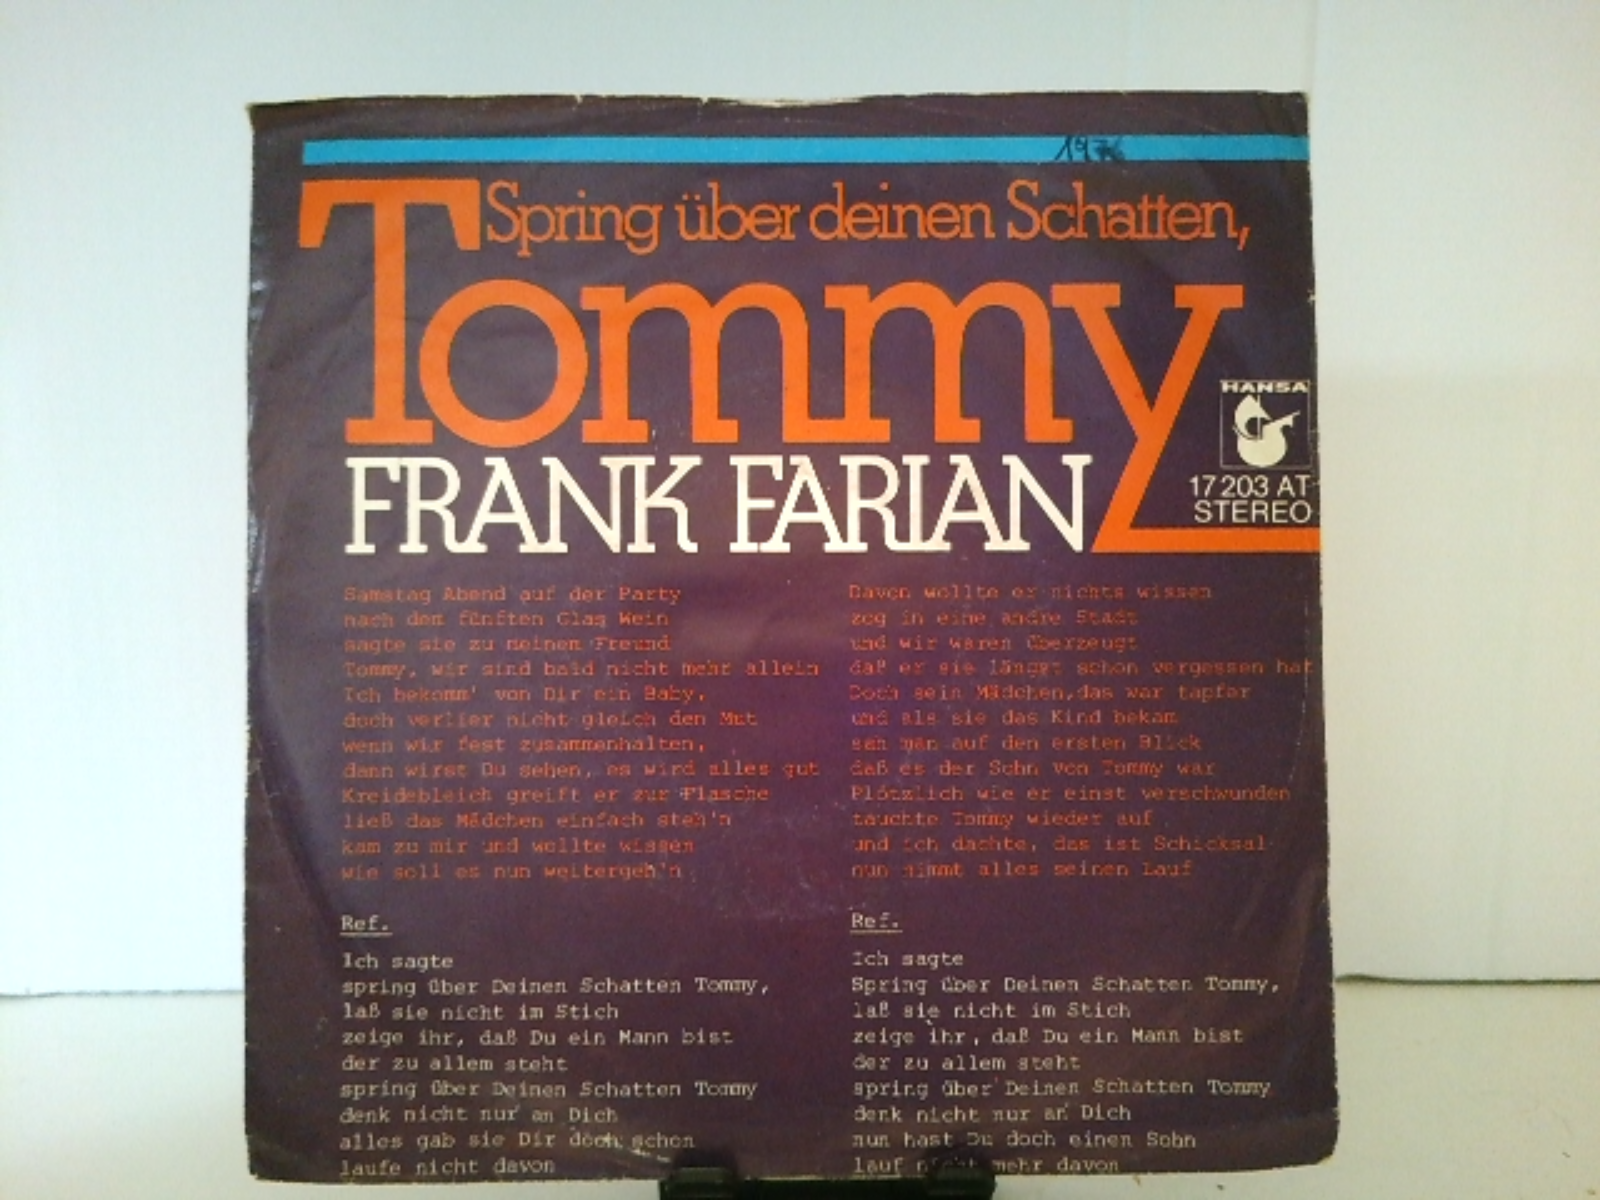 1976
Spring über deinen Schatten,
Tommy
HANSA
FRANK FARIAN
17 203 AT
STEREO
Samstag Abend auf der Party
nach dem fünften Glas Wein
sagte sie zu meinem Freund
Tommy, wir sind bald nicht mehr allein
Ich bekomm' von Dir ein Baby,
doch verlier nicht gleich den Mut
wenn wir fest zusammenhalten,
dann wirst Du sehen, es wird alles gut
Kreidebleich greift er zur Flasche
ließ das Mädchen einfach steh'n
kam zu mir und wollte wissen
wie soll es nun weitergeh'n
Ref.
Ich sagte
spring über Deinen Schatten Tommy,
laß sie nicht im Stich
zeige ihr, daß Du ein Mann bist
der zu allem steht
spring über Deinen Schatten Tommy
denk nicht nur an Dich
alles gab sie Dir doch schon
laufe nicht davon
Davon wollte er nichts wissen
zog in eine andre Stadt
und wir waren überzeugt
daß er sie längst schon vergessen hat
Doch sein Mädchen, das war tapfer
und als sie das Kind bekam
sah man auf den ersten Blick
daß es der Sohn von Tommy war
Plötzlich wie er einst verschwunden
tauchte Tommy wieder auf
und ich dachte, das ist Schicksal
nun nimmt alles seinen Lauf
Ref.
Ich sagte
Spring über Deinen Schatten Tommy,
laß sie nicht im Stich
zeige ihr, daß Du ein Mann bist
der zu allem steht
spring über Deinen Schatten Tommy
denk nicht nur an Dich
nun hast Du doch einen Sohn
lauf nicht mehr davon